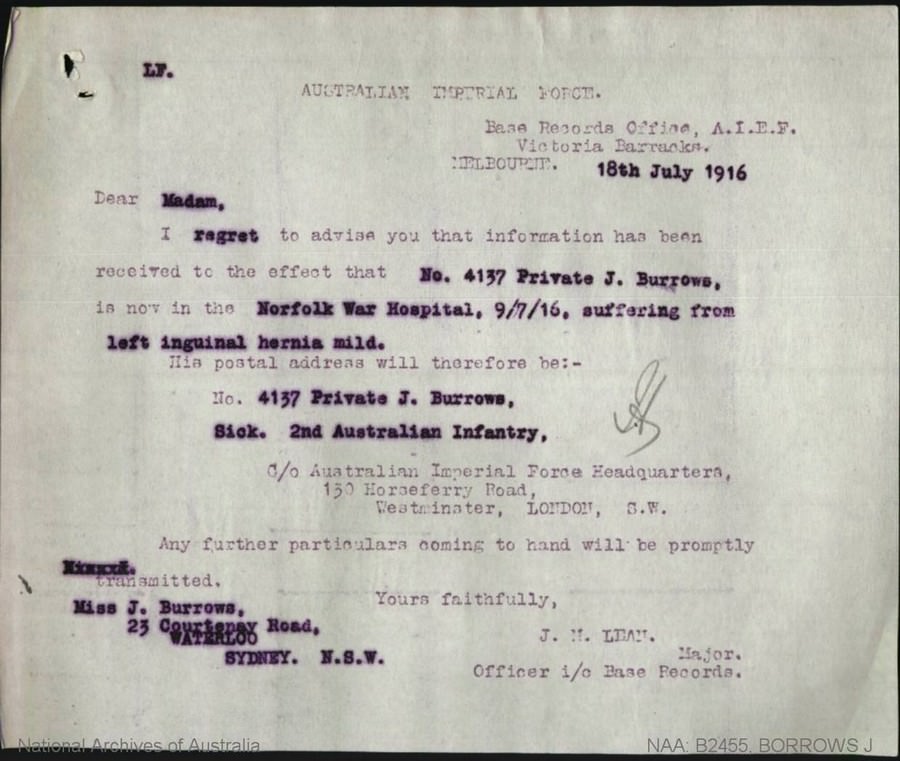 LF.
AUSTRALIAN IMPERIAL FORCE.
Base Records Office, A.I.E.F.
Victoria Barracks.
MELBOURNE. 18th July 1916
Dear Madam,
I regret to advise you that information has been
received to the effect that No. 4137 Private J. Burrows,
is now in the Norfolk War Hospital, 9/7/16, suffering from
left inguinal hernia mild.
His postal address will therefore be:-
No. 4137 Private J. Burrows,
Sick. 2nd Australian Infantry,
C/o Australian Imperial Force Headquarters,
130 Horseferry Road,
Westminster, LONDON, S.W.
Any further particulars coming to hand will be promptly
transmitted.
Yours faithfully,
Miss J. Burrows,
23 Courtenay Road,
WATERLOO
SYDNEY. N.S.W.
J. M. LEAN.
Major.
Officer i/c Base Records.
National Archives of Australia
NAA: B2455, BORROWS J